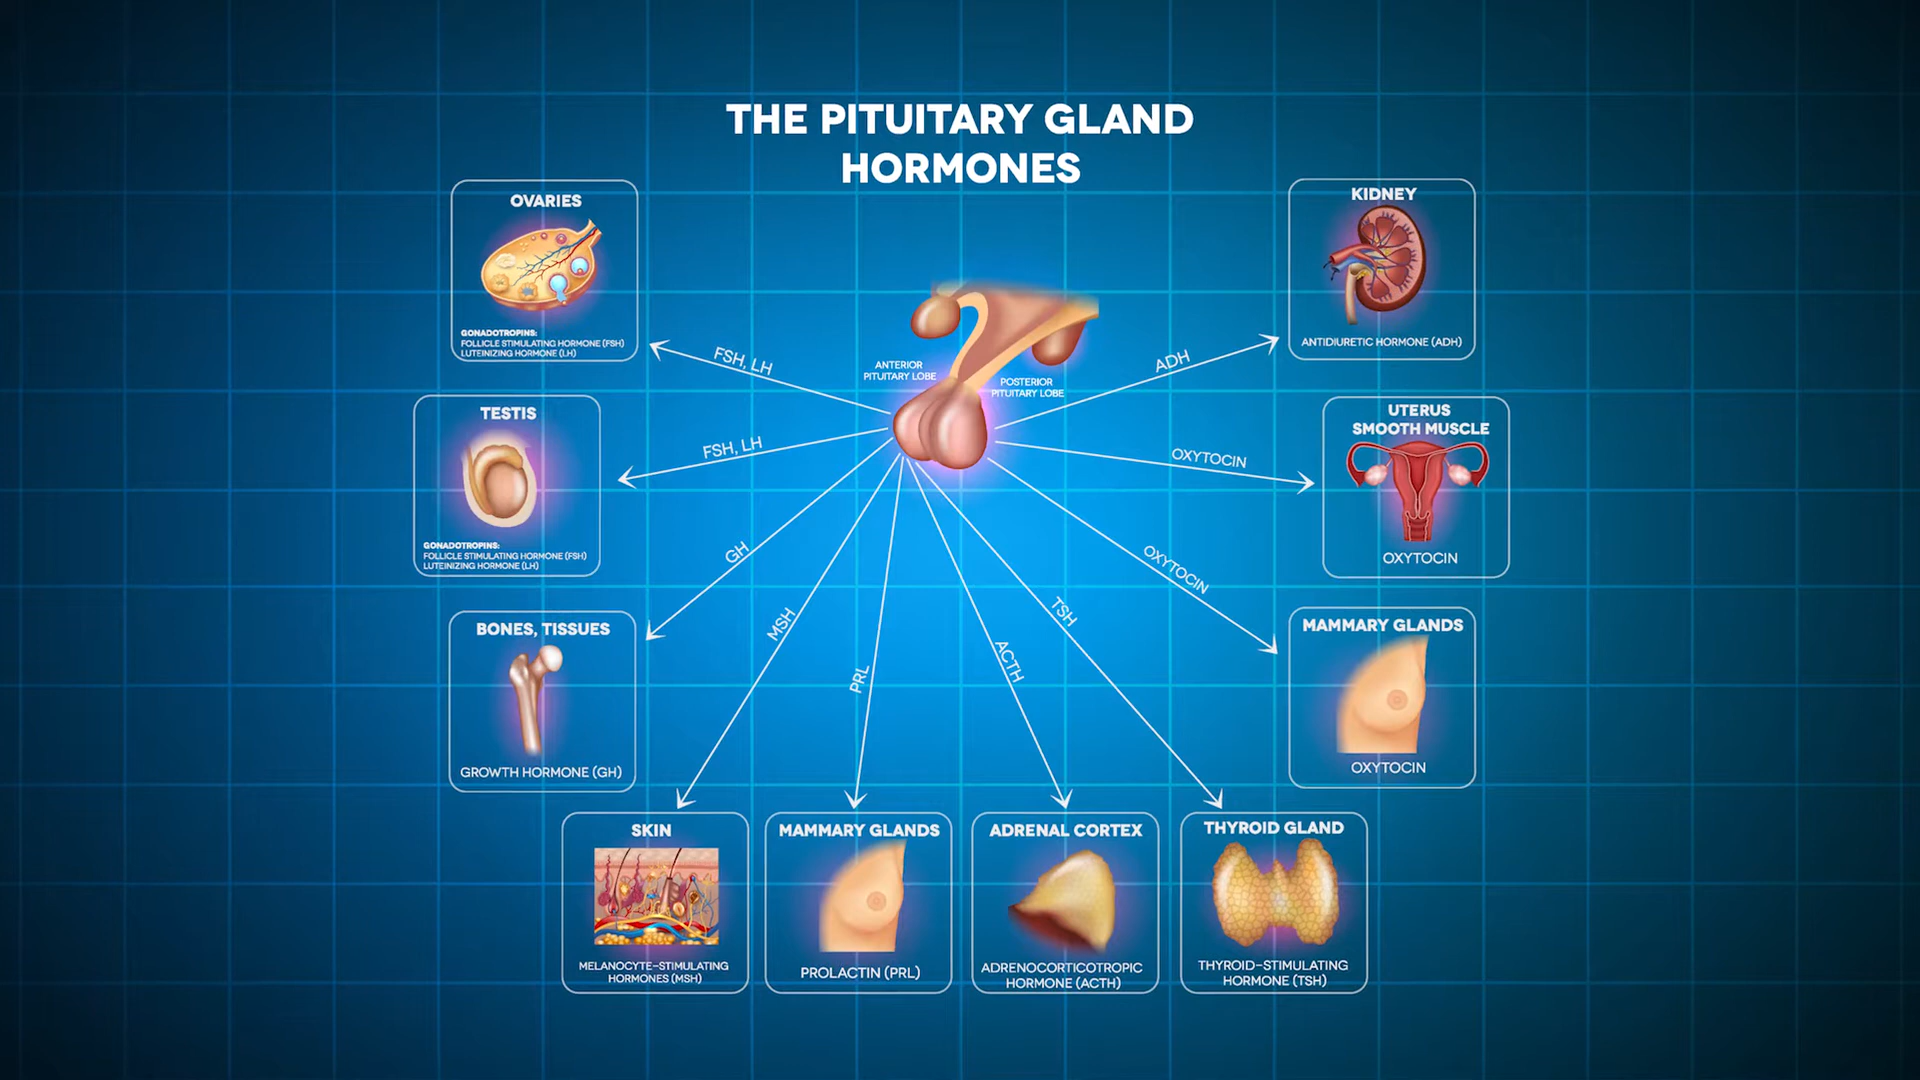 THE PITUITARY GLAND
HORMONES
OVARIES
GONADOTROPINS:
FOLLICLE STIMULATING HORMONE (FSH)
LUTEINIZING HORMONE (LH)
KIDNEY
ANTIDIURETIC HORMONE (ADH)
ANTERIOR
PITUITARY LOBE
POSTERIOR
PITUITARY LOBE
FSH, LH
ADH
TESTIS
GONADOTROPINS:
FOLLICLE STIMULATING HORMONE (FSH)
LUTEINIZING HORMONE (LH)
FSH, LH
OXYTOCIN
UTERUS
SMOOTH MUSCLE
OXYTOCIN
GH
MSH
PRL
ACTH
TSH
OXYTOCIN
BONES, TISSUES
GROWTH HORMONE (GH)
MAMMARY GLANDS
OXYTOCIN
SKIN
MELANOCYTE-STIMULATING
HORMONES (MSH)
MAMMARY GLANDS
PROLACTIN (PRL)
ADRENAL CORTEX
ADRENOCORTICOTROPIC
HORMONE (ACTH)
THYROID GLAND
THYROID-STIMULATING
HORMONE (TSH)